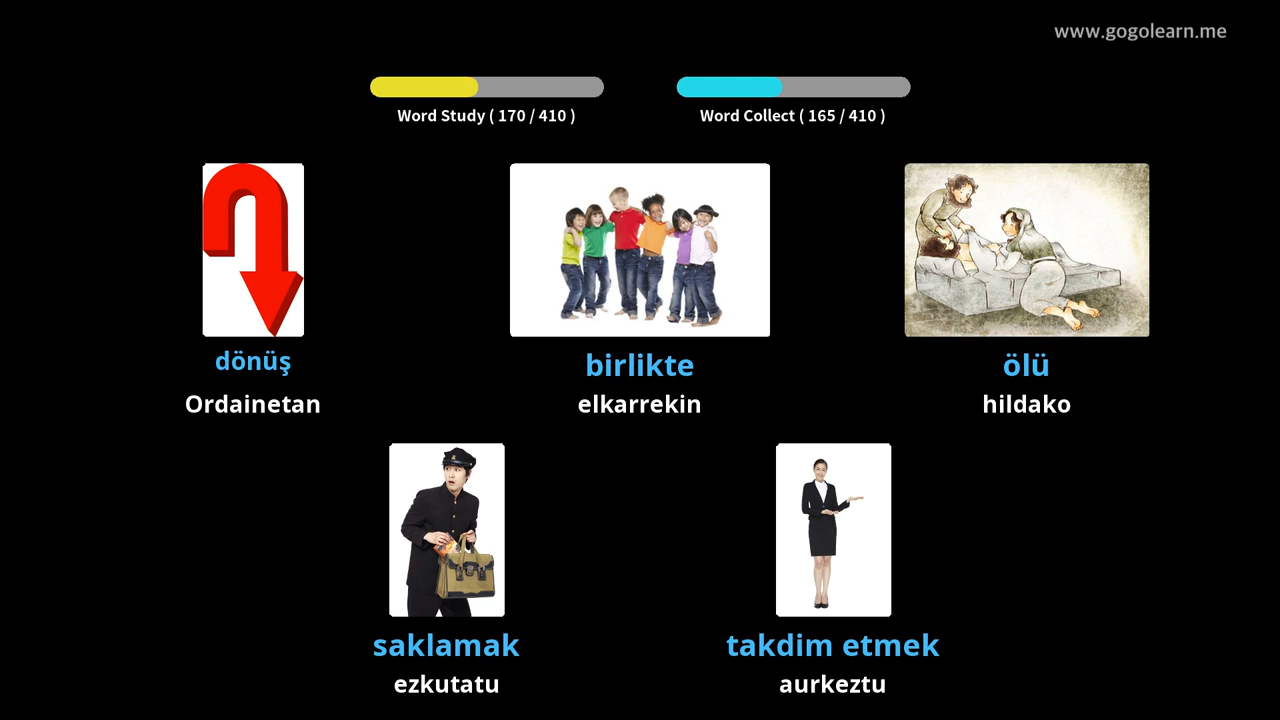 www.gogolearn.me
Word Study ( 170 / 410 )
Word Collect ( 165 / 410 )
dönüş
Ordainetan
birlikte
elkarrekin
ölü
hildako
saklamak
ezkutatu
takdim etmek
aurkeztu